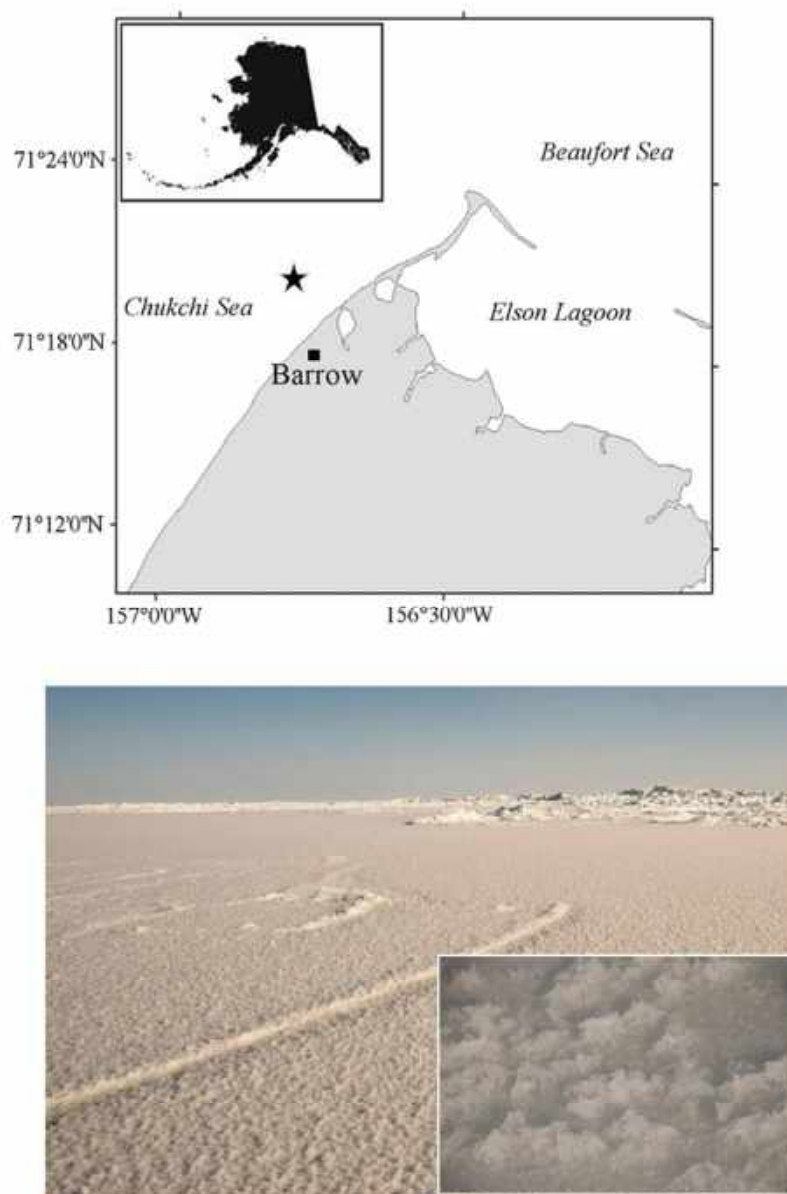 71°24'0"N
Beaufort Sea
Chukchi Sea
Elson Lagoon
71°18'0"N
Barrow
71°12'0"N
157°0'0"W
156°30'0"W